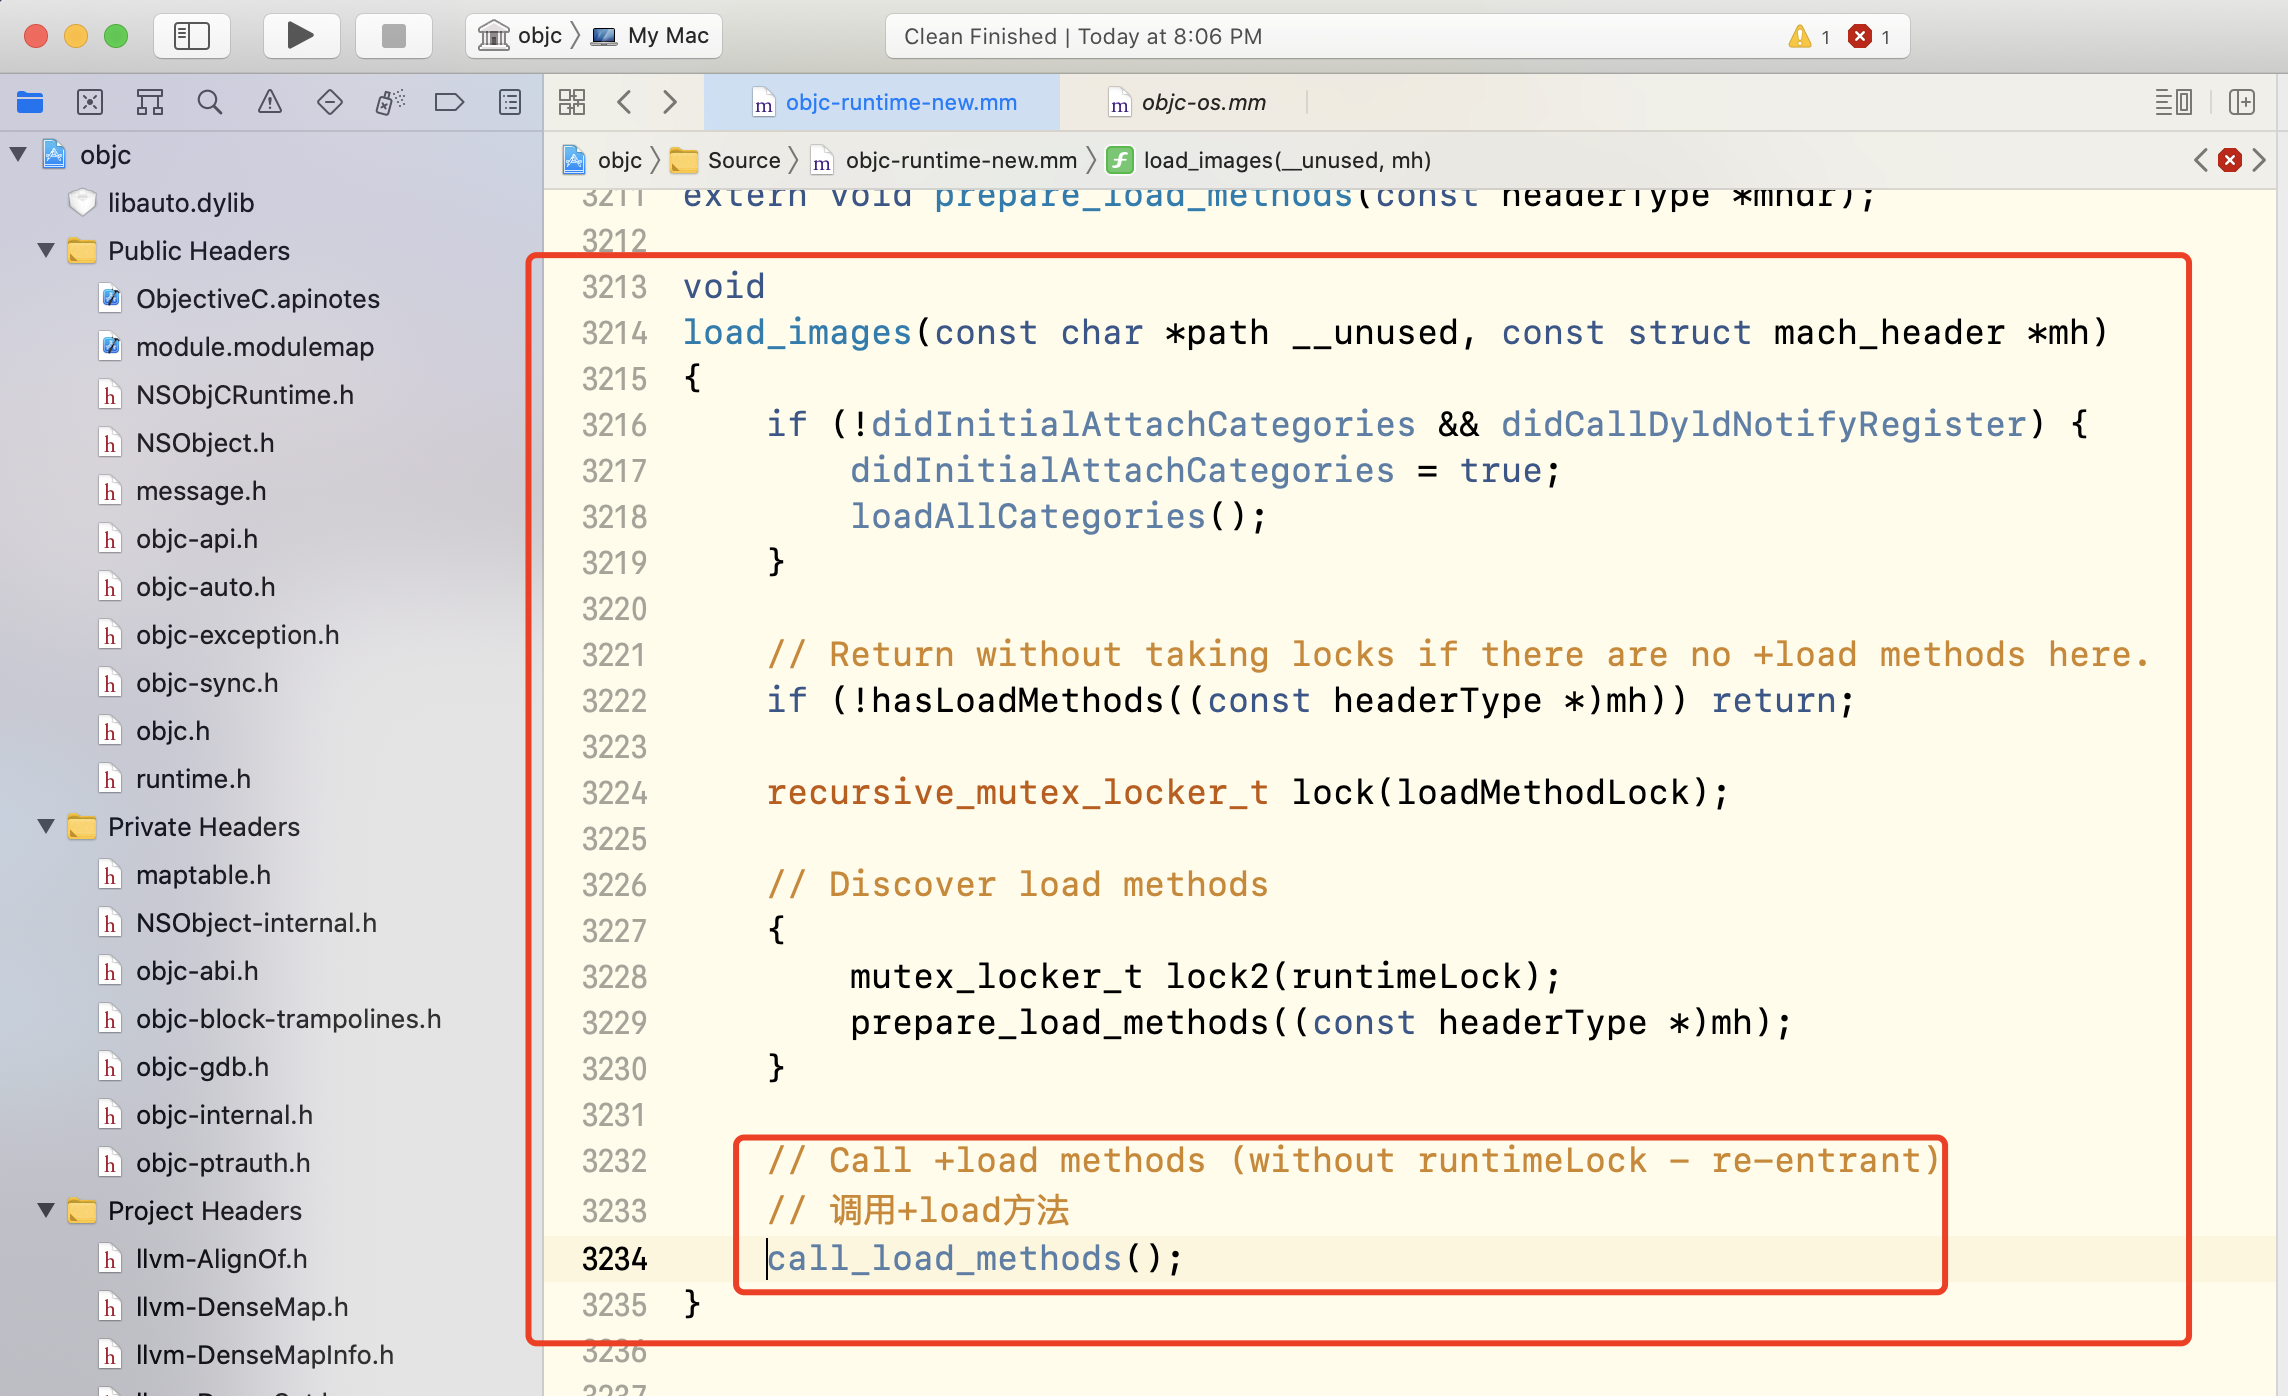 objc My Mac
Clean Finished | Today at 8:06 PM
1
1
objc-runtime-new.mm
objc-os.mm
objc Source objc-runtime-new.mm load_images(__unused, mh)
objc
libauto.dylib
Public Headers
ObjectiveC.apinotes
module.modulemap
NSObjCRuntime.h
NSObject.h
message.h
objc-api.h
objc-auto.h
objc-exception.h
objc-sync.h
objc.h
runtime.h
Private Headers
maptable.h
NSObject-internal.h
objc-abi.h
objc-block-trampolines.h
objc-gdb.h
objc-internal.h
objc-ptrauth.h
Project Headers
llvm-AlignOf.h
llvm-DenseMap.h
llvm-DenseMapInfo.h
3211 extern void prepare_load_methods(const headerType *mhdr);
3212
3213 void
3214 load_images(const char *path __unused, const struct mach_header *mh)
3215 {
3216 if (!didInitialAttachCategories && didCallDyldNotifyRegister) {
3217 didInitialAttachCategories = true;
3218 loadAllCategories();
3219 }
3220
3221 // Return without taking locks if there are no +load methods here.
3222 if (!hasLoadMethods((const headerType *)mh)) return;
3223
3224 recursive_mutex_locker_t lock(loadMethodLock);
3225
3226 // Discover load methods
3227 {
3228 mutex_locker_t lock2(runtimeLock);
3229 prepare_load_methods((const headerType *)mh);
3230 }
3231
3232 // Call +load methods (without runtimeLock - re-entrant)
3233 // 调用+load方法
3234 call_load_methods();
3235 }
3236
3237